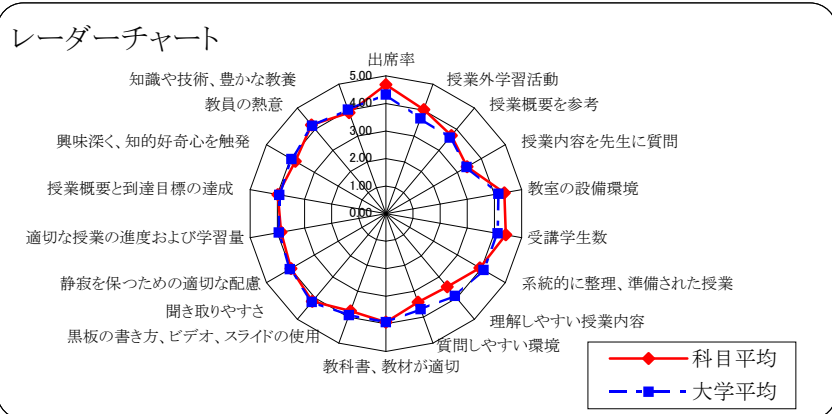 レーダーチャート
出席率
授業外学習活動
授業概要を参考
授業内容を先生に質問
教室の設備環境
受講学生数
系統的に整理、準備された授業
理解しやすい授業内容
質問しやすい環境
教科書、教材が適切
黒板の書き方、ビデオ、スライドの使用
聞き取りやすさ
静寂を保つための適切な配慮
適切な授業の進度および学習量
授業概要と到達目標の達成
興味深く、知的好奇心を触発
教員の熱意
知識や技術、豊かな教養
5.00
4.00
3.00
2.00
1.00
0.00
科目平均
大学平均